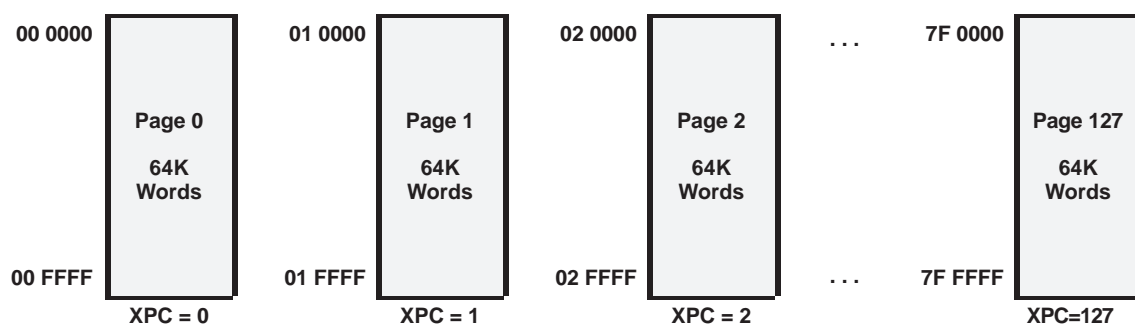 00 0000 01 0000 02 0000 . . . 7F 0000
Page 0 Page 1 Page 2 Page 127
64K 64K 64K 64K
Words Words Words Words
00 FFFF 01 FFFF 02 FFFF . . . 7F FFFF
XPC = 0 XPC = 1 XPC = 2 XPC=127